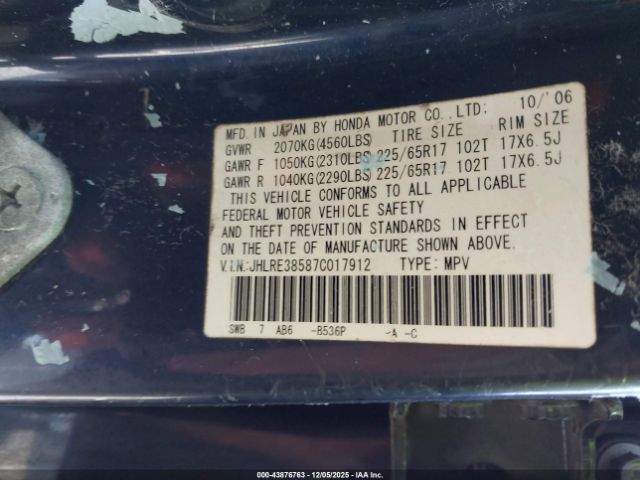 MFD. IN JAPAN BY HONDA MOTOR CO., LTD: 10/'06
GVWR 2070KG(4560LBS) TIRE SIZE RIM SIZE
GAWR F 1050KG(2310LBS) 225/65R17 102T 17X6.5J
GAWR R 1040KG(2290LBS) 225/65R17 102T 17X6.5J
THIS VEHICLE CONFORMS TO ALL APPLICABLE
FEDERAL MOTOR VEHICLE SAFETY
AND THEFT PREVENTION STANDARDS IN EFFECT
ON THE DATE OF MANUFACTURE SHOWN ABOVE.
V.I.N.:JHLRE38587C017912 TYPE: MPV
SWB 7 AB6 -B536P -A -C
00-43876763 - 12/05/2025 - IAA Inc.